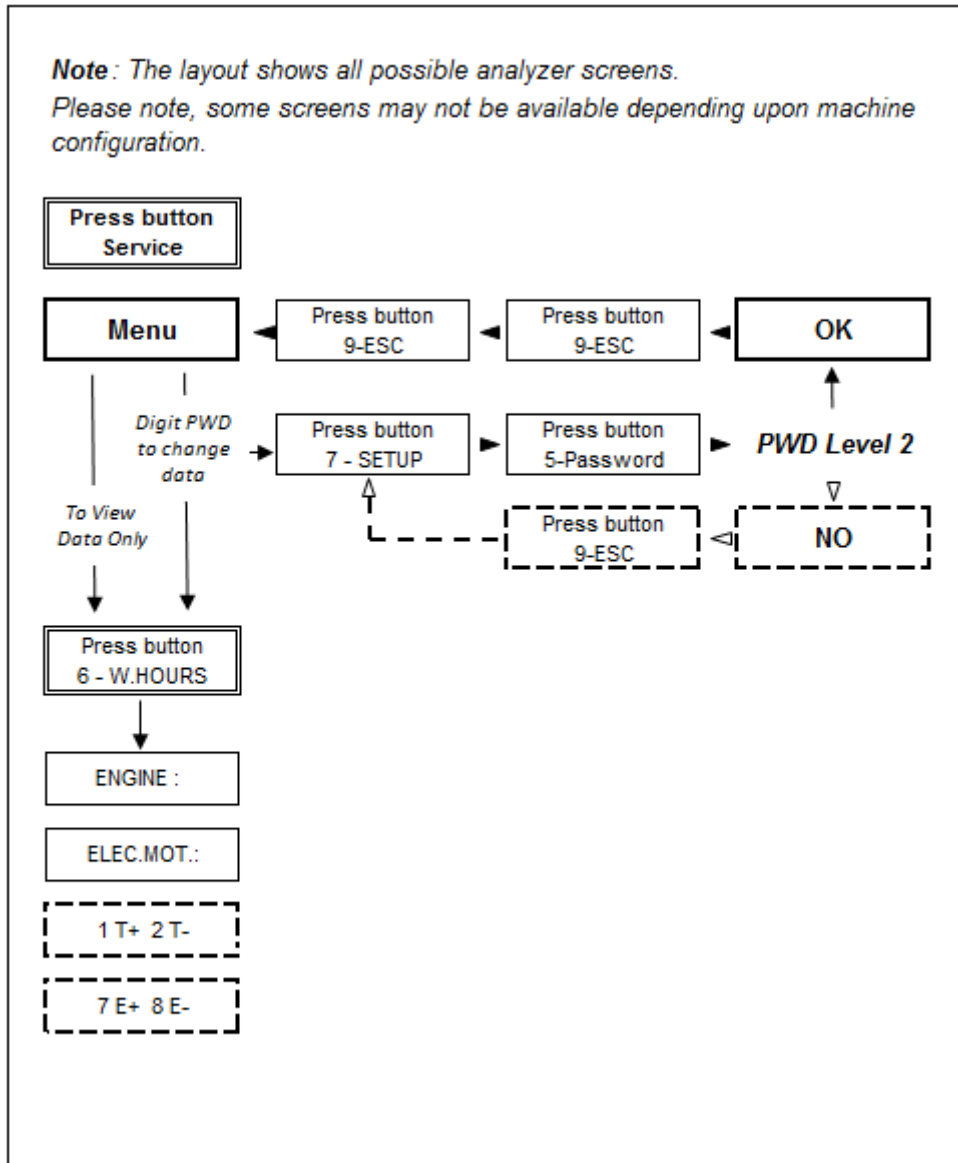 Note : The layout shows all possible analyzer screens.
Please note, some screens may not be available depending upon machine
configuration.
Press button
Service
Menu
Press button
9-ESC
Press button
9-ESC
OK
Digit PWD
to change
data
Press button
7 - SETUP
Press button
5-Password
PWD Level 2
To View
Data Only
Press button
9-ESC
NO
Press button
6 - W.HOURS
ENGINE :
ELEC.MOT.:
1 T+ 2 T-
7 E+ 8 E-